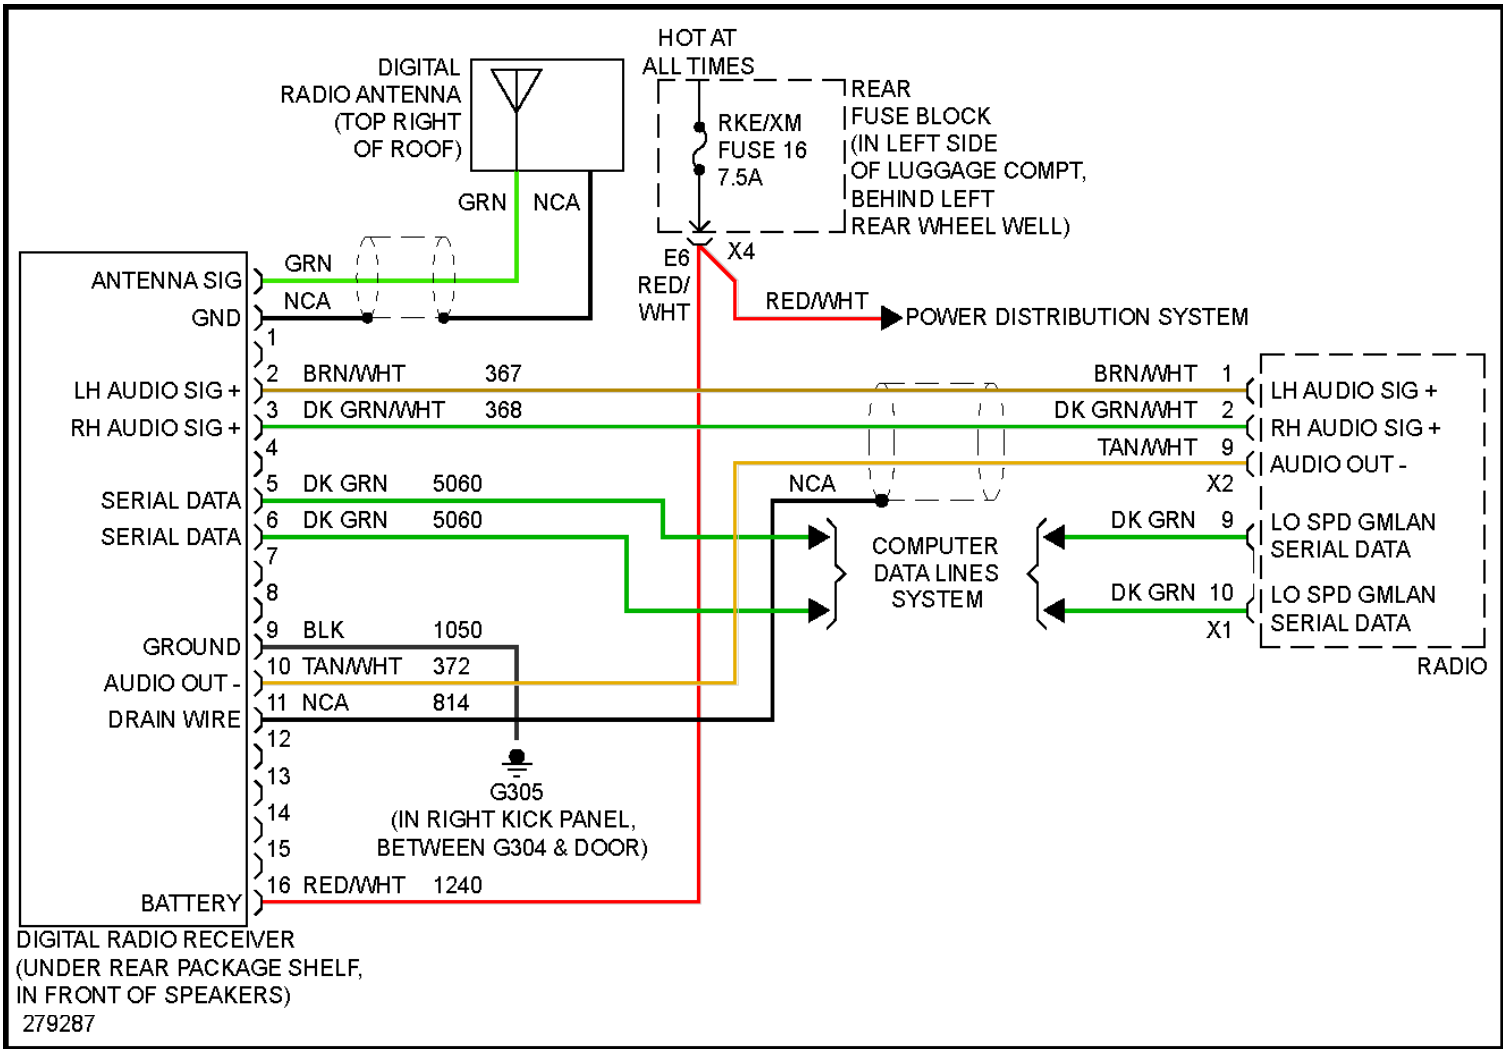 HOT AT
ALL TIMES
DIGITAL
RADIO ANTENNA
(TOP RIGHT
OF ROOF)
RKE/XM
FUSE 16
7.5A
REAR
FUSE BLOCK
(IN LEFT SIDE
OF LUGGAGE COMPT,
BEHIND LEFT
REAR WHEEL WELL)
GRN NCA
E6 X4
RED/
WHT
RED/WHT
POWER DISTRIBUTION SYSTEM
ANTENNA SIG GRN
GND NCA
1
LH AUDIO SIG + 2 BRN/WHT 367
RH AUDIO SIG + 3 DK GRN/WHT 368
4
SERIAL DATA 5 DK GRN 5060
SERIAL DATA 6 DK GRN 5060
7
8
GROUND 9 BLK 1050
AUDIO OUT - 10 TAN/WHT 372
DRAIN WIRE 11 NCA 814
12
13
14
15
BATTERY 16 RED/WHT 1240
G305
(IN RIGHT KICK PANEL,
BETWEEN G304 & DOOR)
NCA
COMPUTER
DATA LINES
SYSTEM
BRN/WHT 1 LH AUDIO SIG +
DK GRN/WHT 2 RH AUDIO SIG +
TAN/WHT 9 AUDIO OUT -
X2
DK GRN 9 LO SPD GMLAN
SERIAL DATA
DK GRN 10 LO SPD GMLAN
SERIAL DATA
X1
RADIO
DIGITAL RADIO RECEIVER
(UNDER REAR PACKAGE SHELF,
IN FRONT OF SPEAKERS)
279287